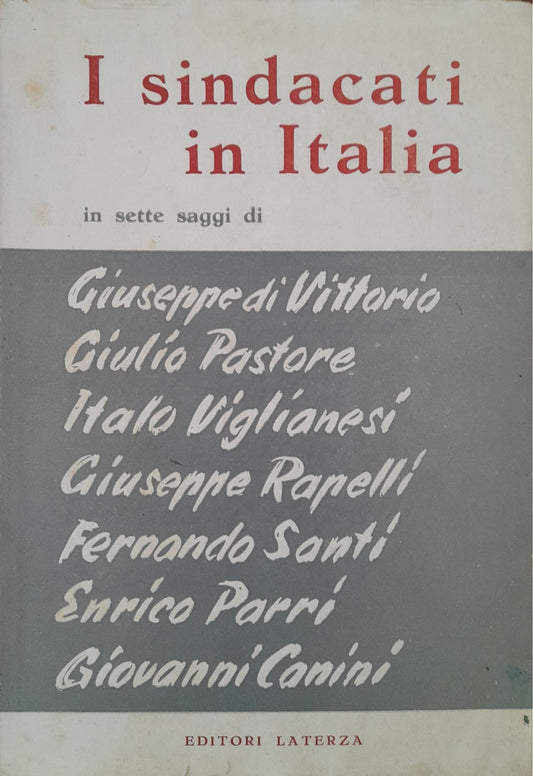 I sindacati
in Italia
in sette saggi di
Giuseppe di Vittorio
Giulio Pastore
Italo Viglianesi
Giuseppe Rapelli
Fernando Santi
Enrico Parri
Giovanni Canini
EDITORI LATERZA